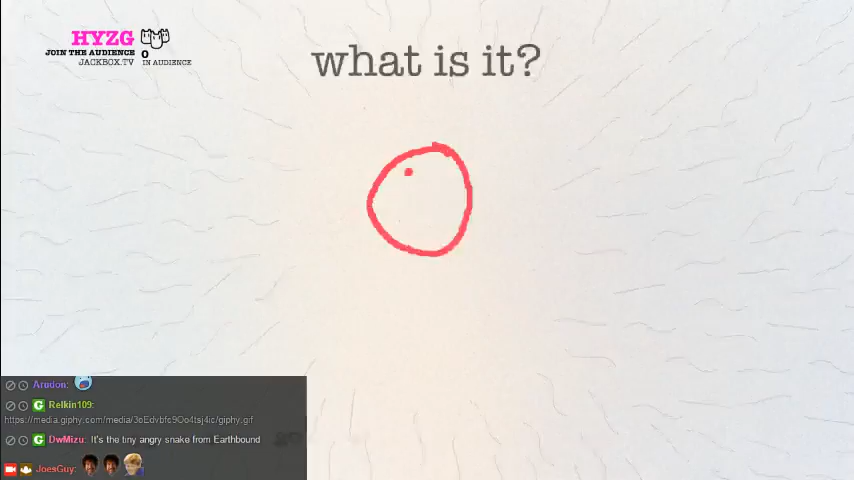 HYZG
JOIN THE AUDIENCE
JACKBOX.TV
0
IN AUDIENCE
what is it?
Arudon:
G Relkin109:
https://media.giphy.com/media/3oEdvbfc9Oo4tsj4ic/giphy.gif
G DwMizu: It's the tiny angry snake from Earthbound
JoesGuy: